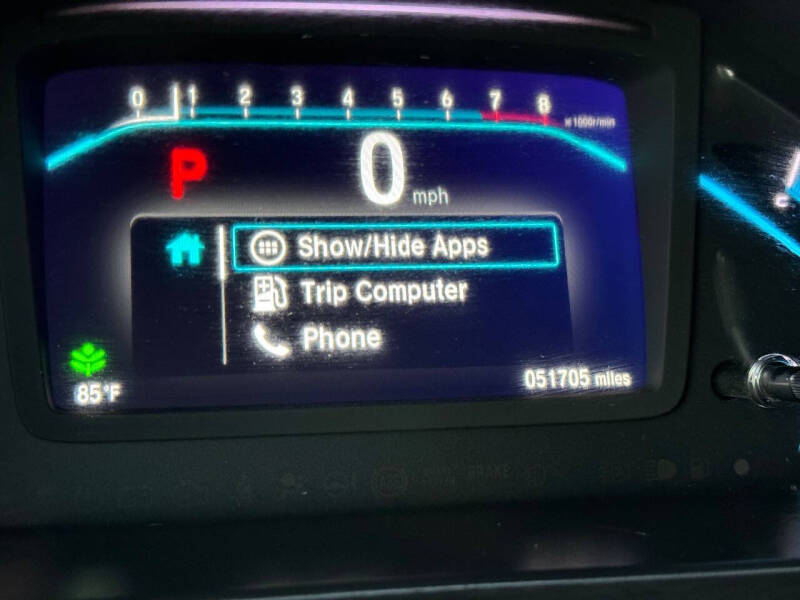 0 1 2 3 4 5 6 7 8
x1000r/min
P
0 mph
Show/Hide Apps
Trip Computer
Phone
85°F
051705 miles
BRAKE